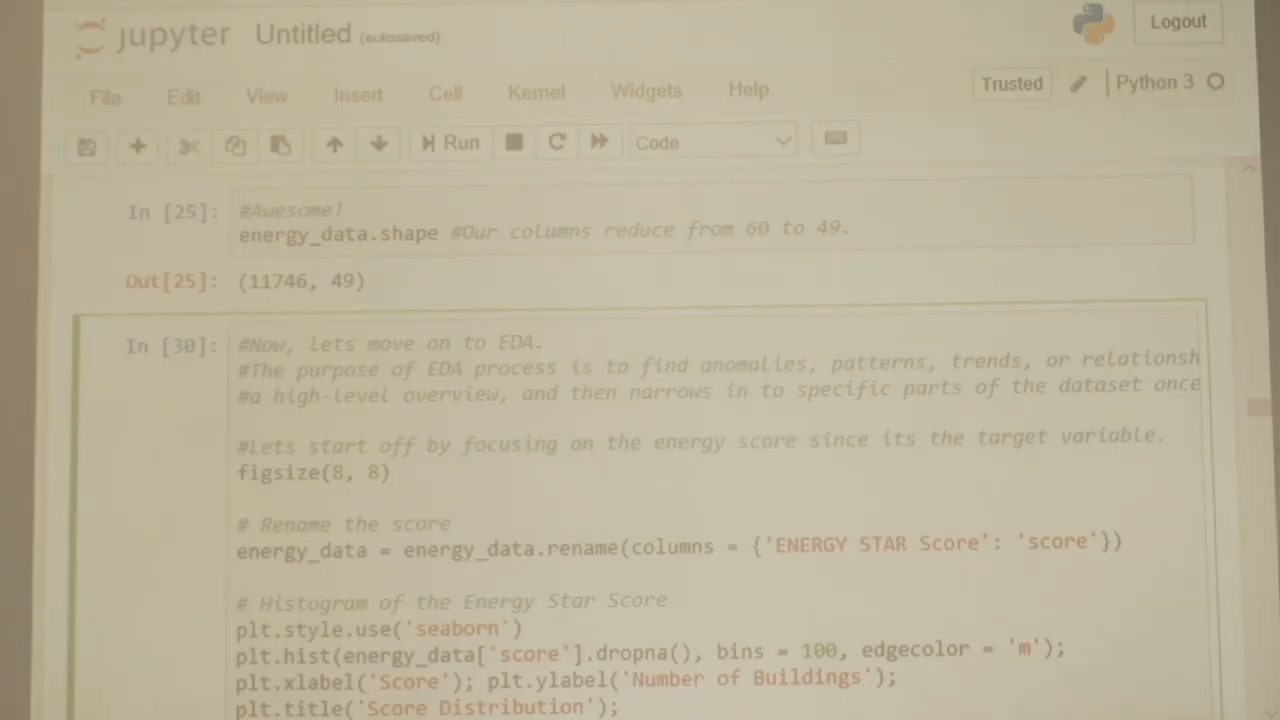 jupyter Untitled (autosaved) Logout
File Edit View Insert Cell Kernel Widgets Help Trusted Python 3
Run Code
In [25]: #Awesome!
energy_data.shape #Our columns reduce from 60 to 49.
Out[25]: (11746, 49)
In [30]: #Now, lets move on to EDA.
#The purpose of EDA process is to find anomalies, patterns, trends, or relationsh
#a high-level overview, and then narrows in to specific parts of the dataset once
#Lets start off by focusing on the energy score since its the target variable.
figsize(8, 8)
# Rename the score
energy_data = energy_data.rename(columns = {'ENERGY STAR Score': 'score'})
# Histogram of the Energy Star Score
plt.style.use('seaborn')
plt.hist(energy_data['score'].dropna(), bins = 100, edgecolor = 'm');
plt.xlabel('Score'); plt.ylabel('Number of Buildings');
plt.title('Score Distribution');